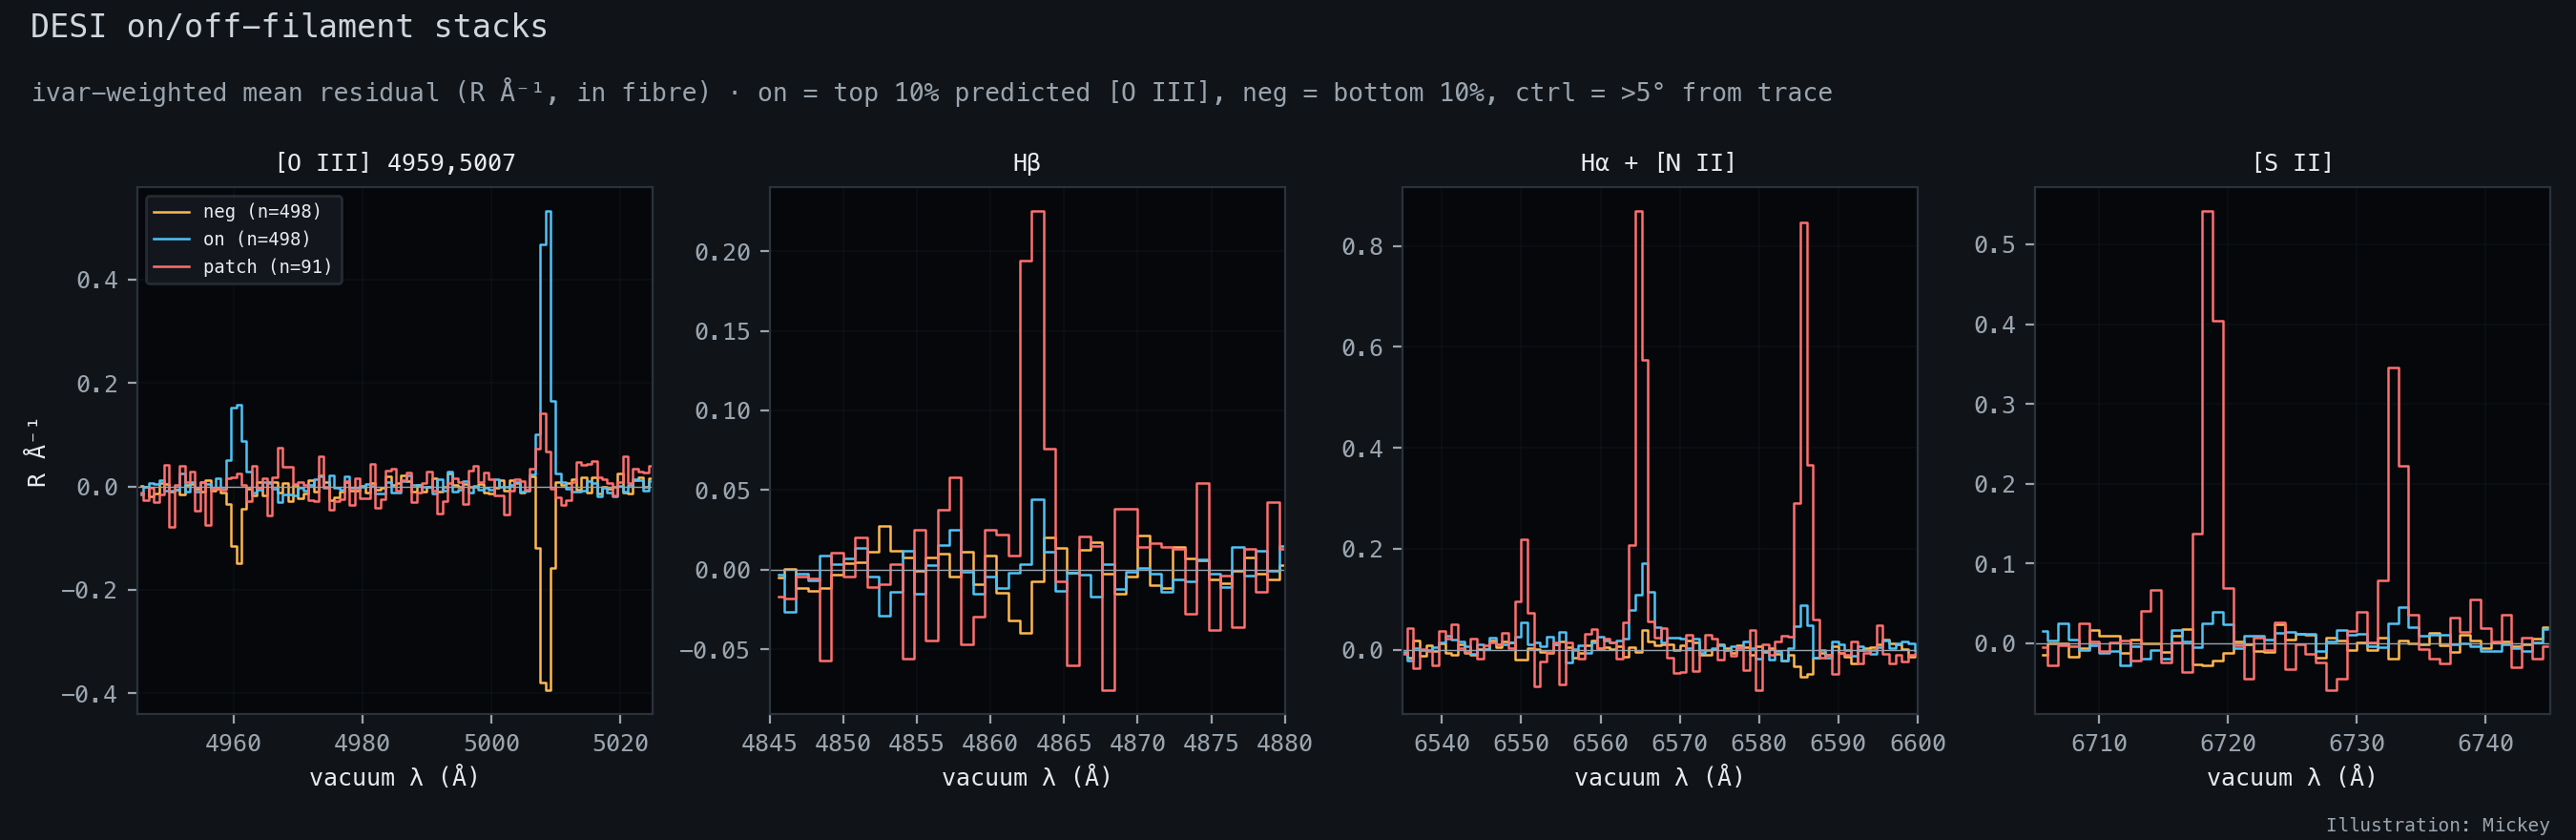 DESI on/off−filament stacks
ivar−weighted mean residual (R Å⁻¹, in fibre) · on = top 10% predicted [O III], neg = bottom 10%, ctrl = >5° from trace
[O III] 4959,5007
neg (n=498)
on (n=498)
patch (n=91)
0.4
0.2
0.0
−0.2
−0.4
R Å⁻¹
4960 4980 5000 5020
vacuum λ (Å)
Hβ
0.20
0.15
0.10
0.05
0.00
−0.05
4845 4850 4855 4860 4865 4870 4875 4880
vacuum λ (Å)
Hα + [N II]
0.8
0.6
0.4
0.2
0.0
6540 6550 6560 6570 6580 6590 6600
vacuum λ (Å)
[S II]
0.5
0.4
0.3
0.2
0.1
0.0
6710 6720 6730 6740
vacuum λ (Å)
Illustration: Mickey